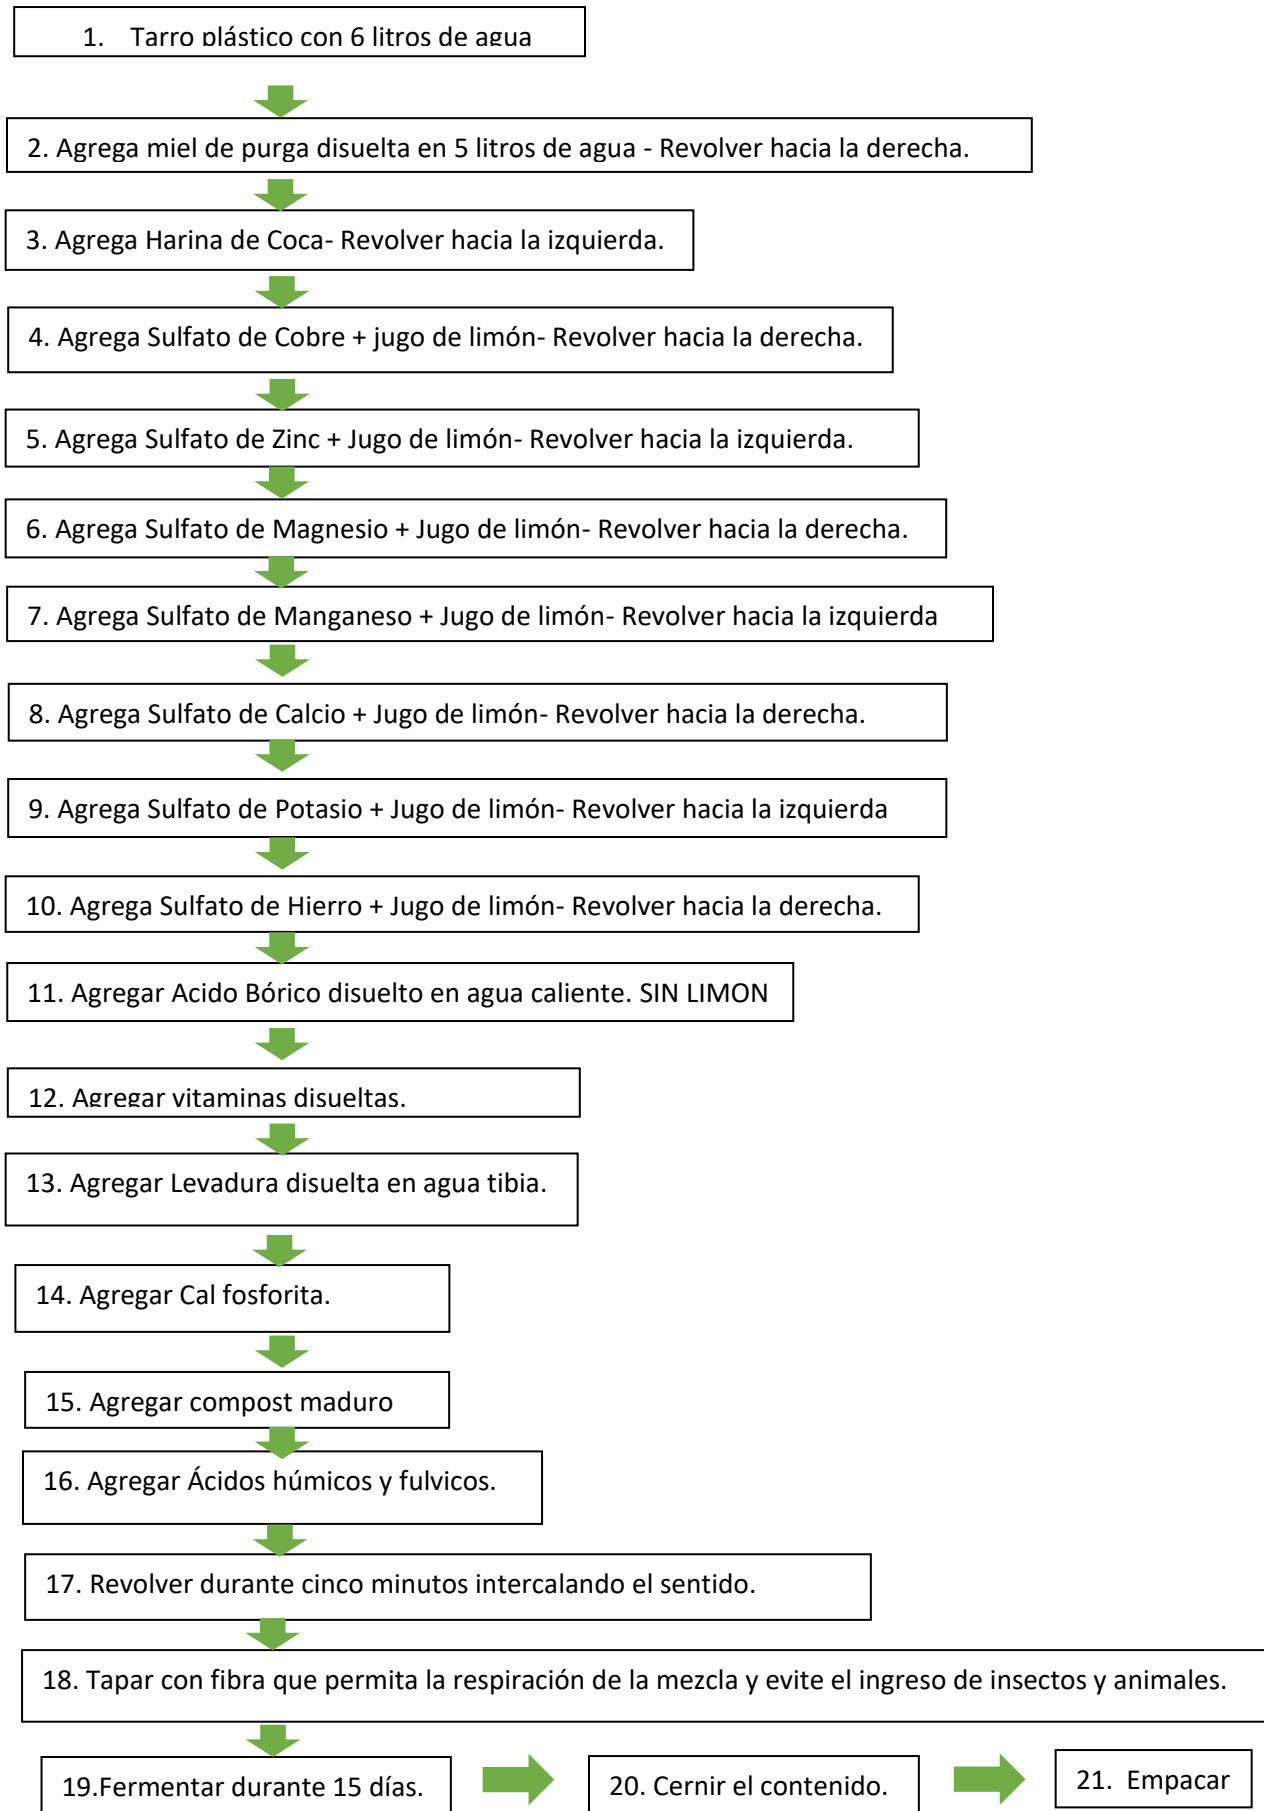 1. Tarro plástico con 6 litros de agua
2. Agrega miel de purga disuelta en 5 litros de agua - Revolver hacia la derecha.
3. Agrega Harina de Coca- Revolver hacia la izquierda.
4. Agrega Sulfato de Cobre + jugo de limón- Revolver hacia la derecha.
5. Agrega Sulfato de Zinc + Jugo de limón- Revolver hacia la izquierda.
6. Agrega Sulfato de Magnesio + Jugo de limón- Revolver hacia la derecha.
7. Agrega Sulfato de Manganeso + Jugo de limón- Revolver hacia la izquierda
8. Agrega Sulfato de Calcio + Jugo de limón- Revolver hacia la derecha.
9. Agrega Sulfato de Potasio + Jugo de limón- Revolver hacia la izquierda
10. Agrega Sulfato de Hierro + Jugo de limón- Revolver hacia la derecha.
11. Agregar Acido Bórico disuelto en agua caliente. SIN LIMON
12. Agregar vitaminas disueltas.
13. Agregar Levadura disuelta en agua tibia.
14. Agregar Cal fosforita.
15. Agregar compost maduro
16. Agregar Ácidos húmicos y fulvicos.
17. Revolver durante cinco minutos intercalando el sentido.
18. Tapar con fibra que permita la respiración de la mezcla y evite el ingreso de insectos y animales.
19.Fermentar durante 15 días.
20. Cernir el contenido.
21. Empacar